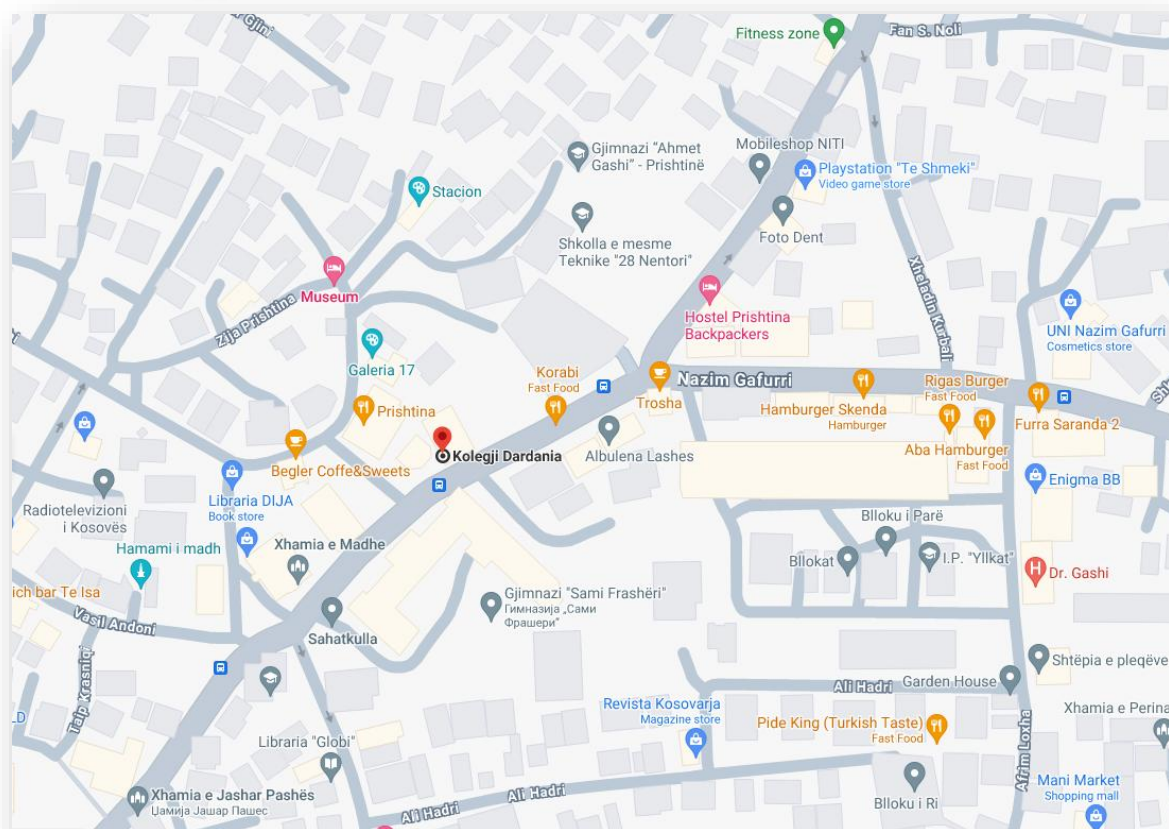 Fitness zone
Fan S. Noli
Gjini
Gjimnazi "Ahmet
Gashi" - Prishtinë
Mobileshop NITI
Playstation "Te Shmeki"
Video game store
Stacion
Shkolla e mesme
Teknike "28 Nentori"
Foto Dent
Xheladin Kurbali
Museum
Zija Prishtina
Hostel Prishtina
Backpackers
UNI Nazim Gafurri
Cosmetics store
Galeria 17
Korabi
Fast Food
Nazim Gafurri
Rigas Burger
Fast Food
Trosha
Prishtina
Hamburger Skenda
Hamburger
Furra Saranda 2
Aba Hamburger
Fast Food
Kolegji Dardania
Albulena Lashes
Begler Coffe&Sweets
Enigma BB
Libraria DIJA
Book store
Radiotelevizioni
i Kosovës
Blloku i Parë
Hamami i madh
Xhamia e Madhe
Bllokat
I.P. "Yllkat"
Dr. Gashi
ich bar Te Isa
Gjimnazi "Sami Frashëri"
Гимназија „Сами
Фрашери"
Vasil Andoni
Sahatkulla
Shtëpia e pleqëve
Taip Krasniqi
Ali Hadri
Garden House
Revista Kosovarja
Magazine store
Pide King (Turkish Taste)
Fast Food
Xhamia e Perina
LD
Libraria "Globi"
Afrim Loxha
Xhamia e Jashar Pashës
Џамија Јашар Пашес
Ali Hadri
Ali Hadri
Blloku i Ri
Mani Market
Shopping mall